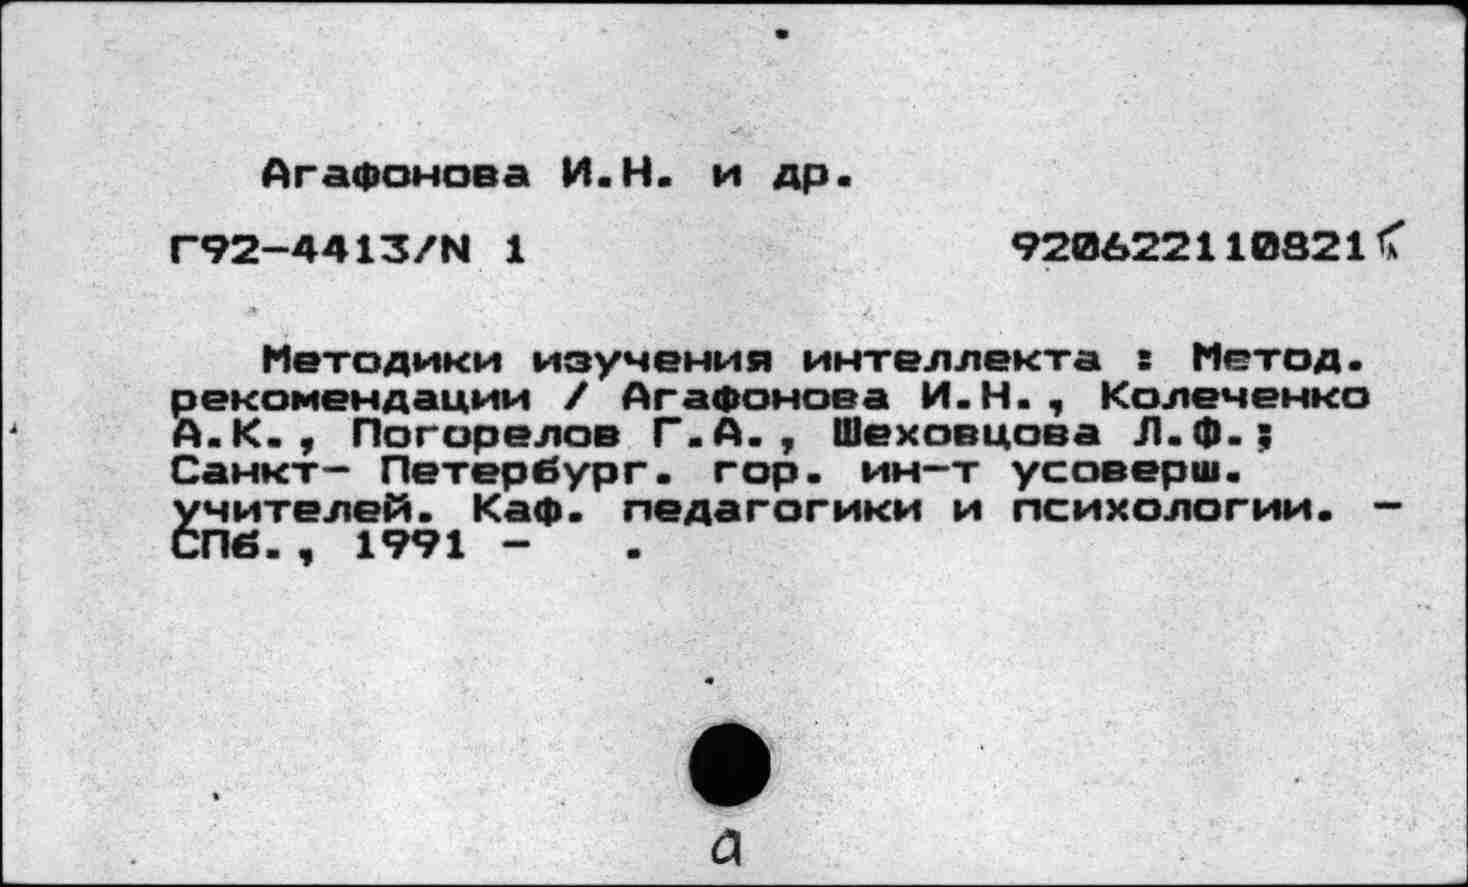 Агафонова И.Н. и др.
Г92-4413/N 1 920622110821
Методики изучения интеллекта : Метод.
рекомендации / Агафонова И.Н., Колеченко
А.К., Погорелов Г.А., Шеховцова Л.Ф.;
Санкт- Петербург. гор. ин-т усоверш.
учителей. Каф. педагогики и психологии. -
СПб., 1991 -   .
а